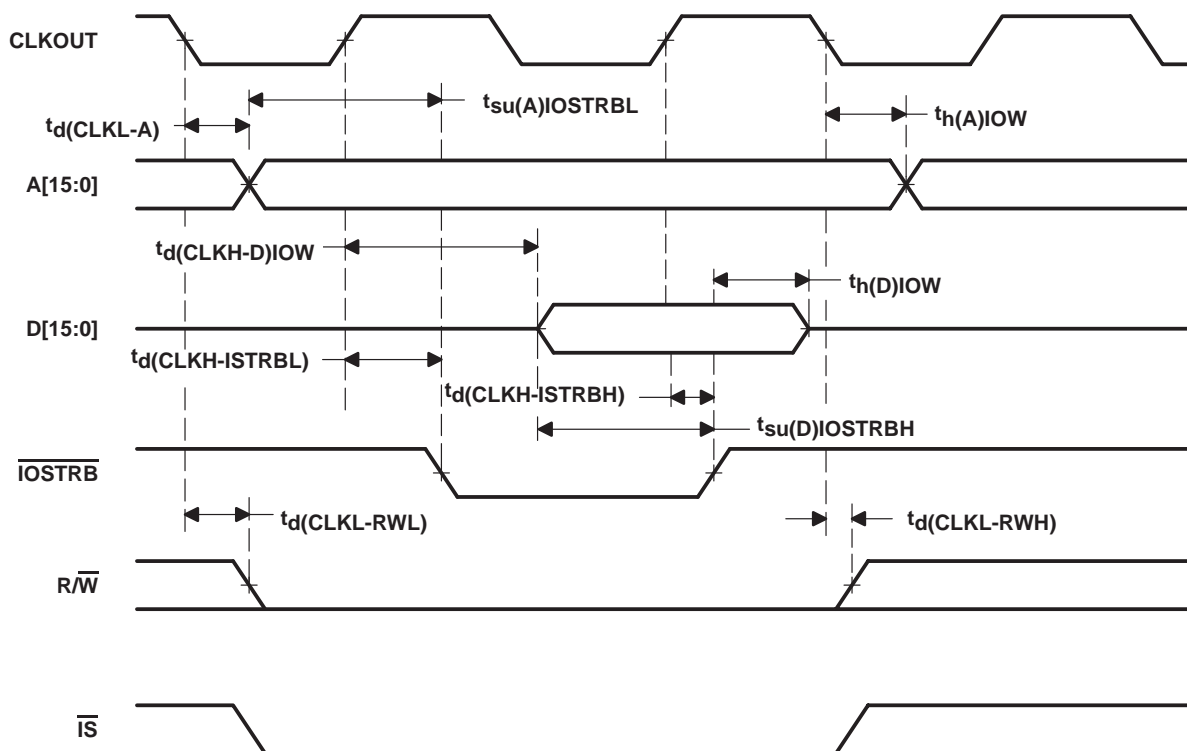 CLKOUT
tsu(A)IOSTRBL
td(CLKL-A)
th(A)IOW
A[15:0]
td(CLKH-D)IOW
th(D)IOW
D[15:0]
td(CLKH-ISTRBL)
td(CLKH-ISTRBH)
tsu(D)IOSTRBH
IOSTRB
td(CLKL-RWL)
td(CLKL-RWH)
R/W
IS